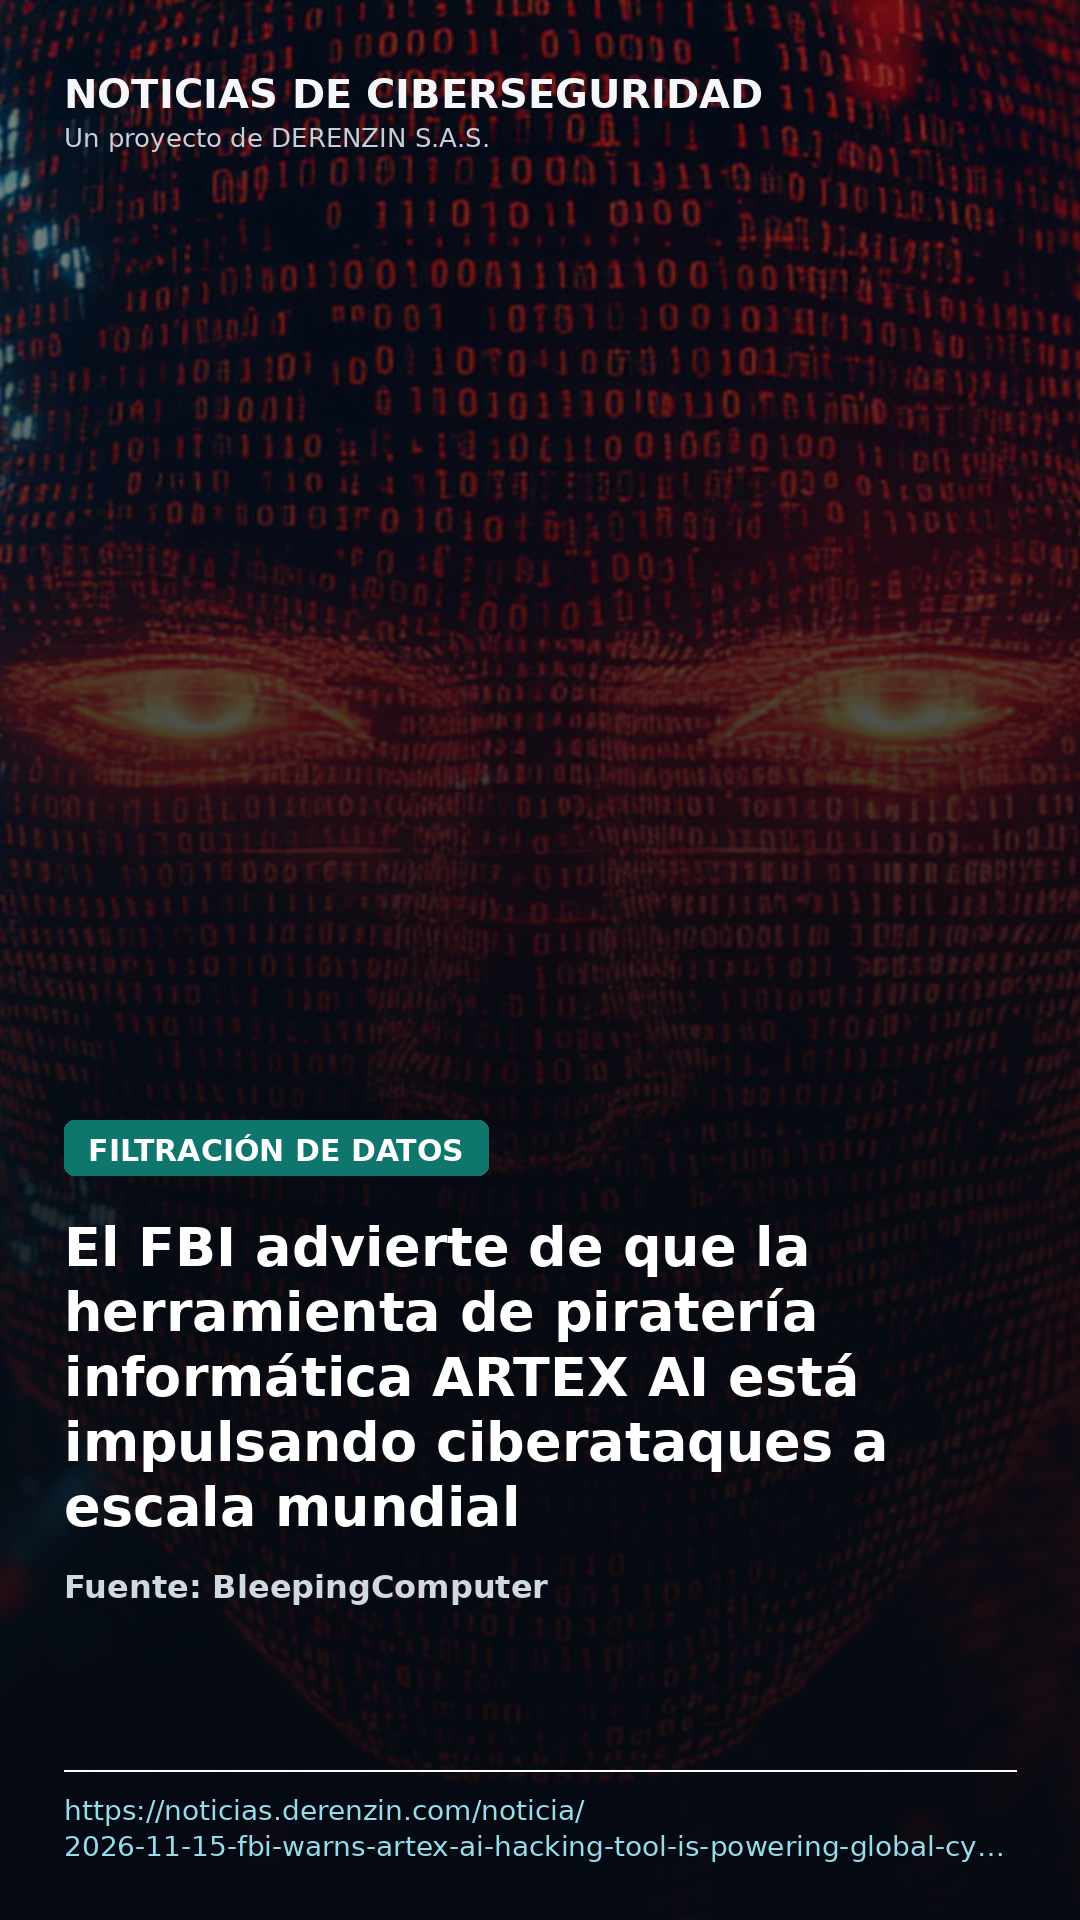 NOTICIAS DE CIBERSEGURIDAD
Un proyecto de DERENZIN S.A.S.
FILTRACIÓN DE DATOS
El FBI advierte de que la
herramienta de piratería
informática ARTEX AI está
impulsando ciberataques a
escala mundial
Fuente: BleepingComputer
https://noticias.derenzin.com/noticia/
2026-11-15-fbi-warns-artex-ai-hacking-tool-is-powering-global-cy…